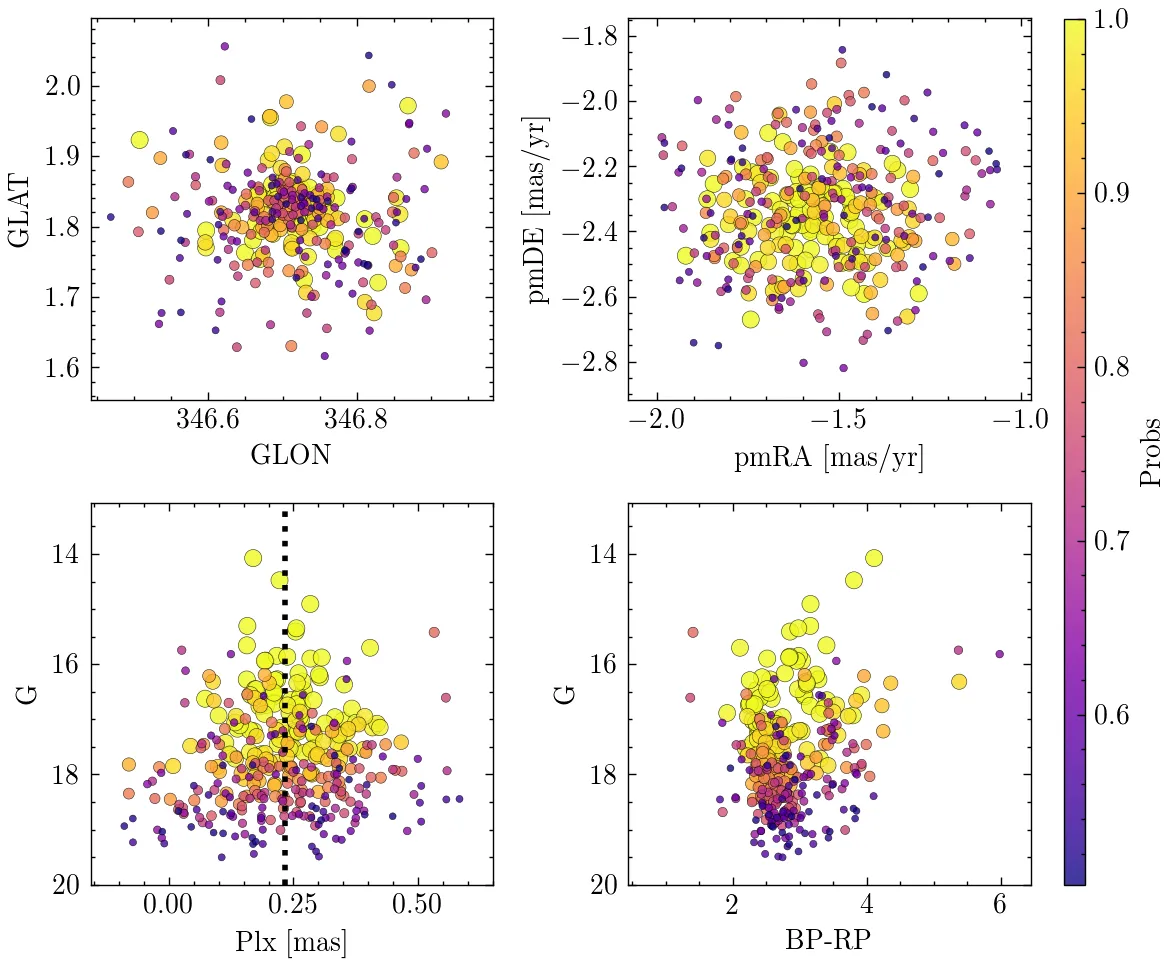 2.0
1.9
1.8
1.7
1.6
GLAT
346.6 346.8
GLON
−1.8
−2.0
−2.2
−2.4
−2.6
−2.8
pmDE [mas/yr]
−2.0 −1.5 −1.0
pmRA [mas/yr]
1.0
0.9
0.8
0.7
0.6
Probs
14
16
18
20
G
0.00 0.25 0.50
Plx [mas]
14
16
18
20
G
2 4 6
BP-RP